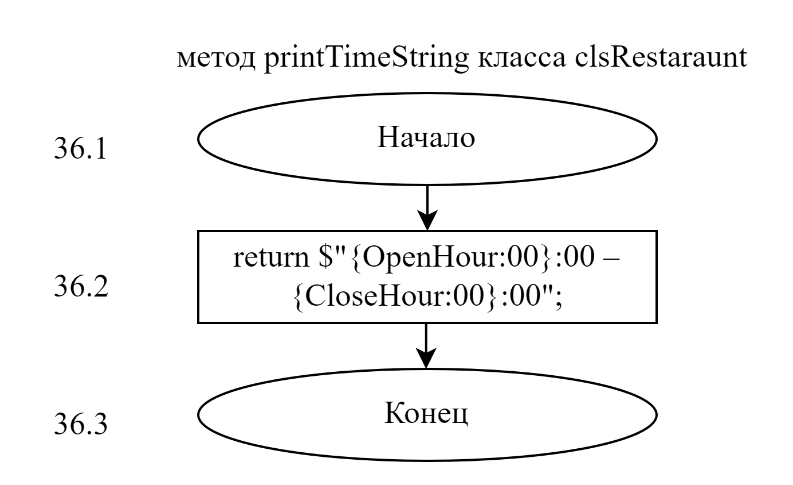 метод printTimeString класса clsRestaraunt
36.1
Начало
36.2
return $"{OpenHour:00}:00 –
{CloseHour:00}:00";
36.3
Конец